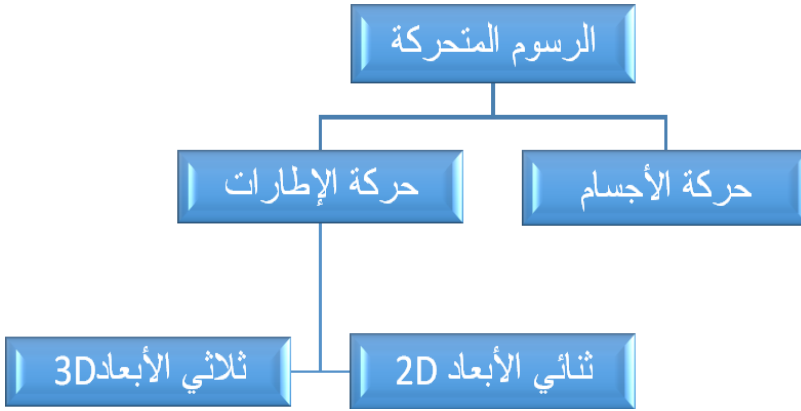 الرسوم المتحركة
حركة الأجسام
حركة الإطارات
ثنائي الأبعاد 2D
ثلاثي الأبعاد3D